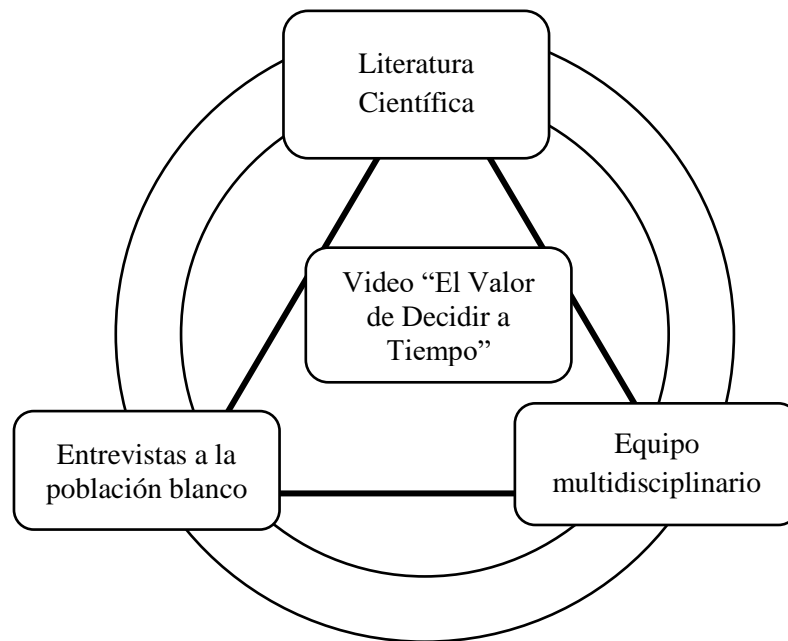 Literatura
Científica
Video “El Valor
de Decidir a
Tiempo”
Entrevistas a la
población blanco
Equipo
multidisciplinario